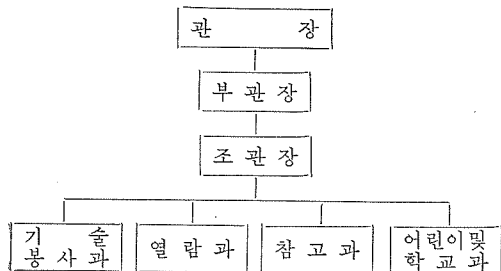 관 장
부 관 장
조 관 장
기 술
봉 사 과
열 람 과
참 고 과
어린이및
학 교 과